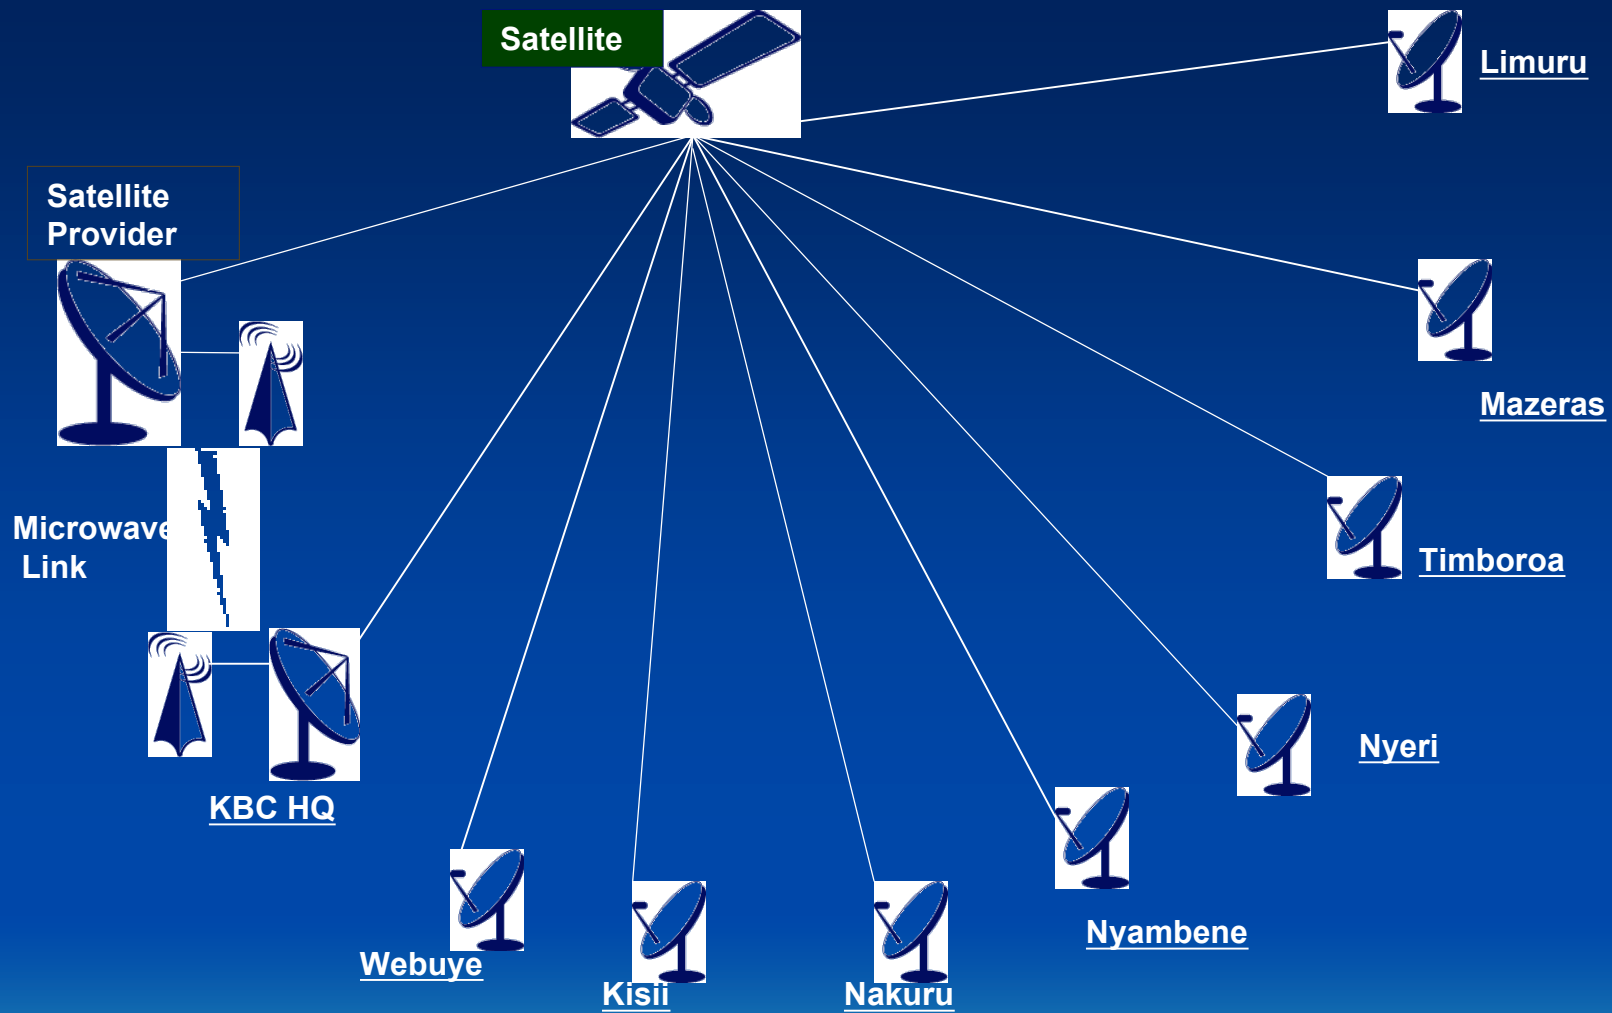 Satellite
Limuru
Satellite
Provider
Mazeras
Microwave
Link
Timboroa
Nyeri
KBC HQ
Nyambene
Webuye
Kisii
Nakuru